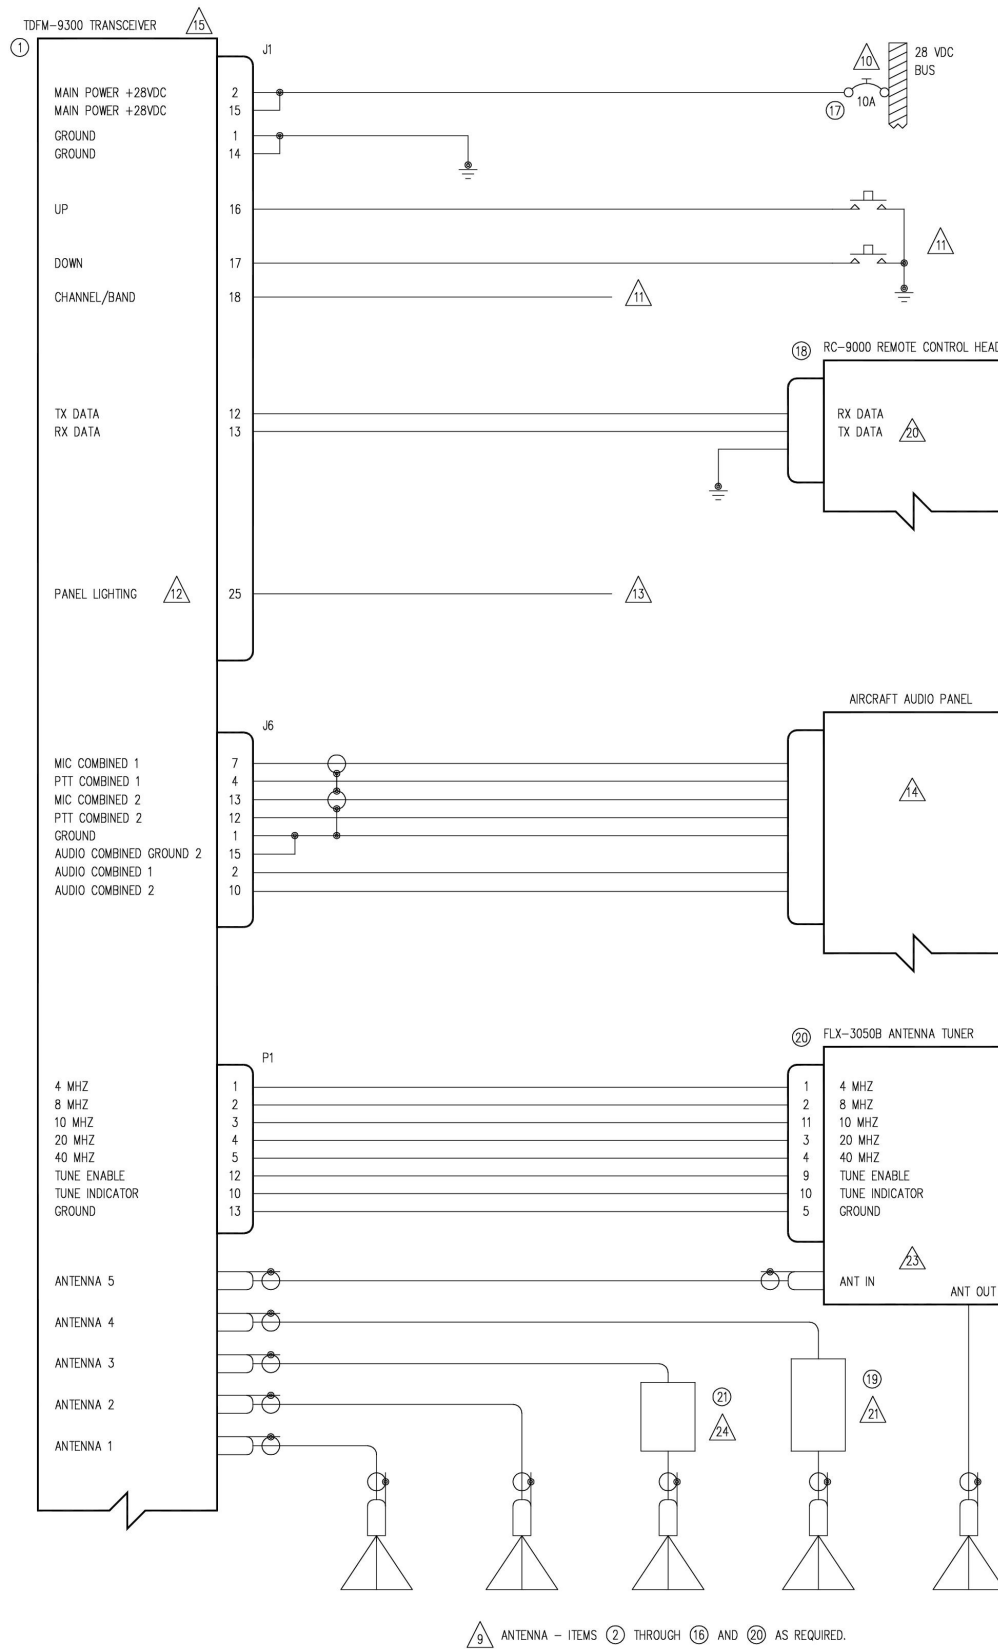 TDFM-9300 TRANSCEIVER 15
1 J1
10 28 VDC
BUS
MAIN POWER +28VDC 2
MAIN POWER +28VDC 15 17 10A
GROUND 1
GROUND 14
UP 16
11
DOWN 17
CHANNEL/BAND 18 11
18 RC-9000 REMOTE CONTROL HEAD
TX DATA 12 RX DATA
RX DATA 13 TX DATA 20
PANEL LIGHTING 12 25 13
AIRCRAFT AUDIO PANEL
J6
MIC COMBINED 1 7
PTT COMBINED 1 4
MIC COMBINED 2 13 14
PTT COMBINED 2 12
GROUND 1
AUDIO COMBINED GROUND 2 15
AUDIO COMBINED 1 2
AUDIO COMBINED 2 10
20 FLX-3050B ANTENNA TUNER
P1
4 MHZ 1 1 4 MHZ
8 MHZ 2 2 8 MHZ
10 MHZ 3 11 10 MHZ
20 MHZ 4 3 20 MHZ
40 MHZ 5 4 40 MHZ
TUNE ENABLE 12 9 TUNE ENABLE
TUNE INDICATOR 10 10 TUNE INDICATOR
GROUND 13 5 GROUND
23
ANTENNA 5 ANT IN
ANT OUT
ANTENNA 4
ANTENNA 3
21 19
ANTENNA 2 24 21
ANTENNA 1
9 ANTENNA - ITEMS 2 THROUGH 16 AND 20 AS REQUIRED.